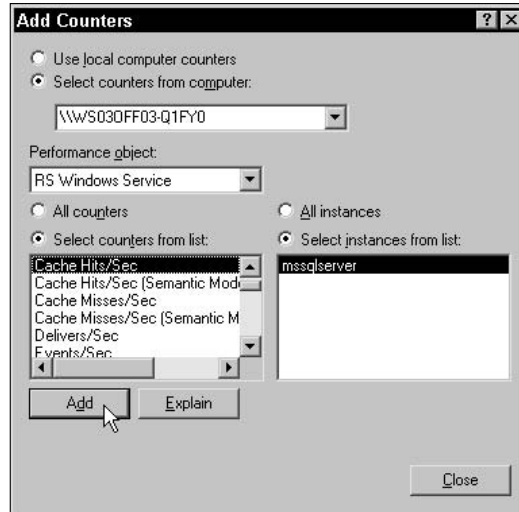 Add Counters
Use local computer counters
Select counters from computer:
\\WS03OFF03-Q1FY0
Performance object:
RS Windows Service
All counters
All instances
Select counters from list:
Select instances from list:
Cache Hits/Sec
Cache Hits/Sec (Semantic Mod
Cache Misses/Sec
Cache Misses/Sec (Semantic M
Delivers/Sec
Events/Sec
mssqlserver
Add
Explain
Close